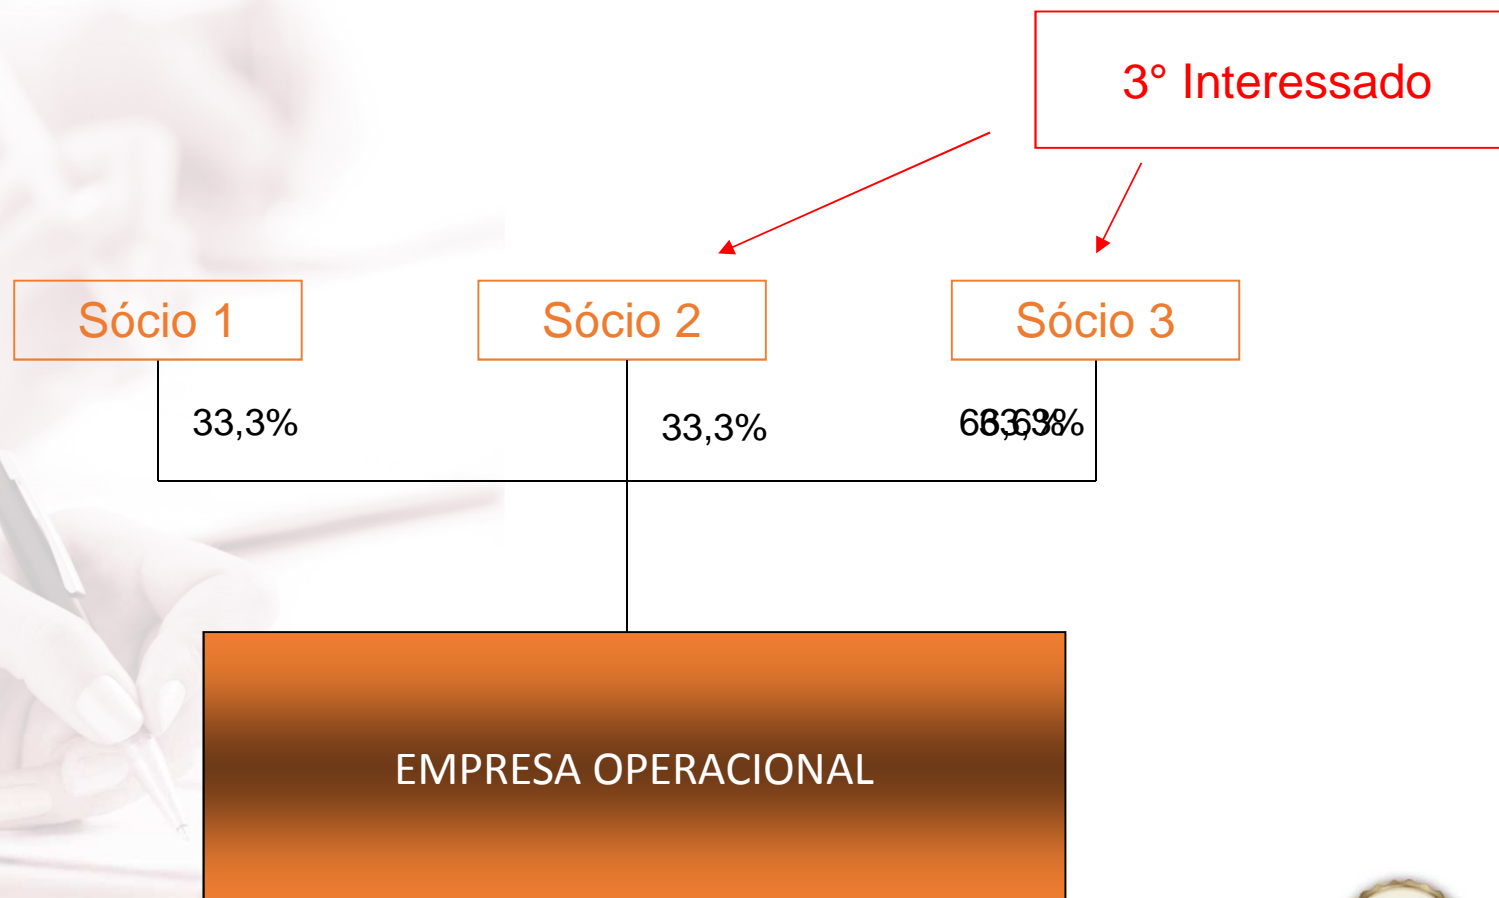 3° Interessado
Sócio 1
Sócio 2
Sócio 3
33,3%
33,3%
EMPRESA OPERACIONAL